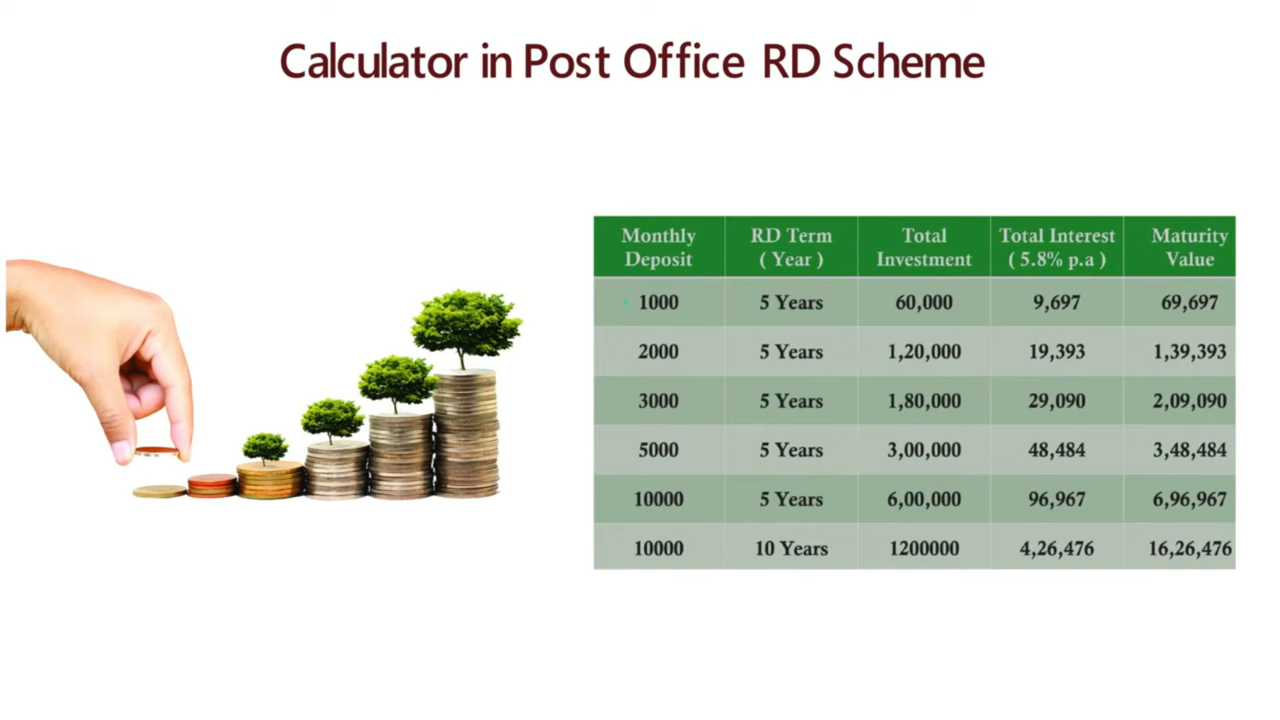 Calculator in Post Office RD Scheme
Monthly Deposit RD Term ( Year ) Total Investment Total Interest ( 5.8% p.a ) Maturity Value
1000 5 Years 60,000 9,697 69,697
2000 5 Years 1,20,000 19,393 1,39,393
3000 5 Years 1,80,000 29,090 2,09,090
5000 5 Years 3,00,000 48,484 3,48,484
10000 5 Years 6,00,000 96,967 6,96,967
10000 10 Years 1200000 4,26,476 16,26,476